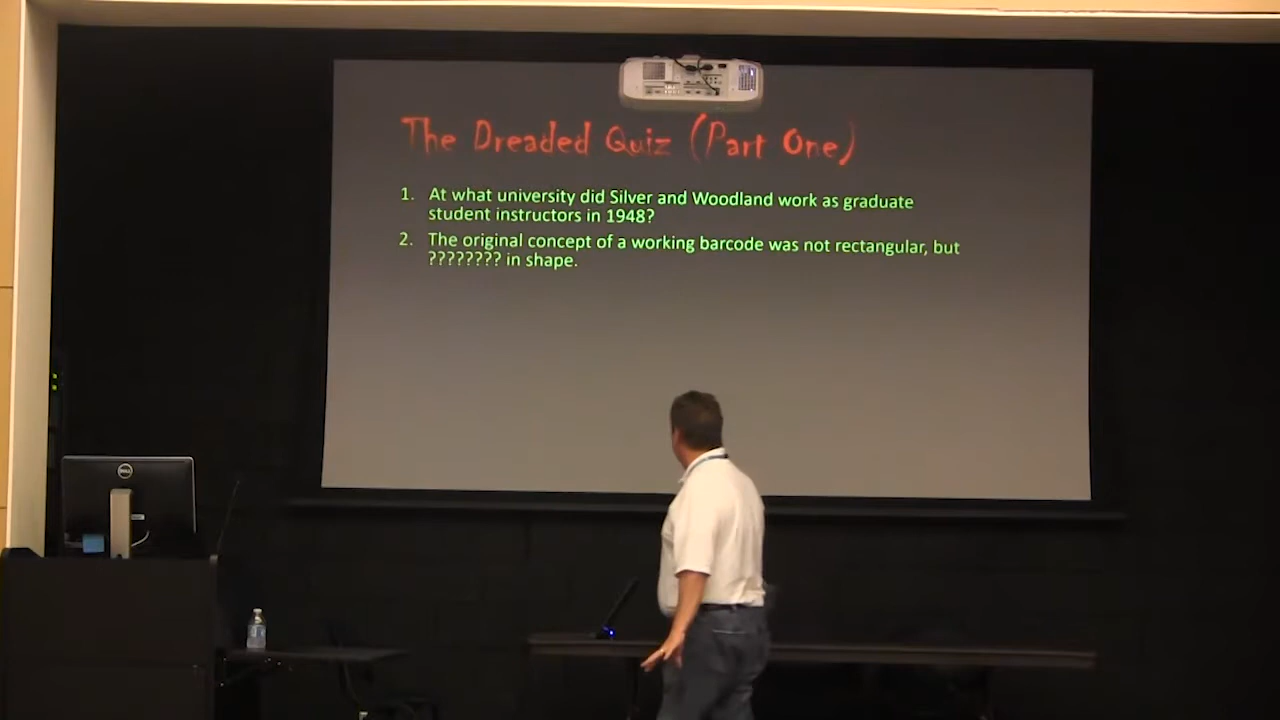 The Dreaded Quiz (Part One)
1. At what university did Silver and Woodland work as graduate
student instructors in 1948?
2. The original concept of a working barcode was not rectangular, but
???????? in shape.
DELL